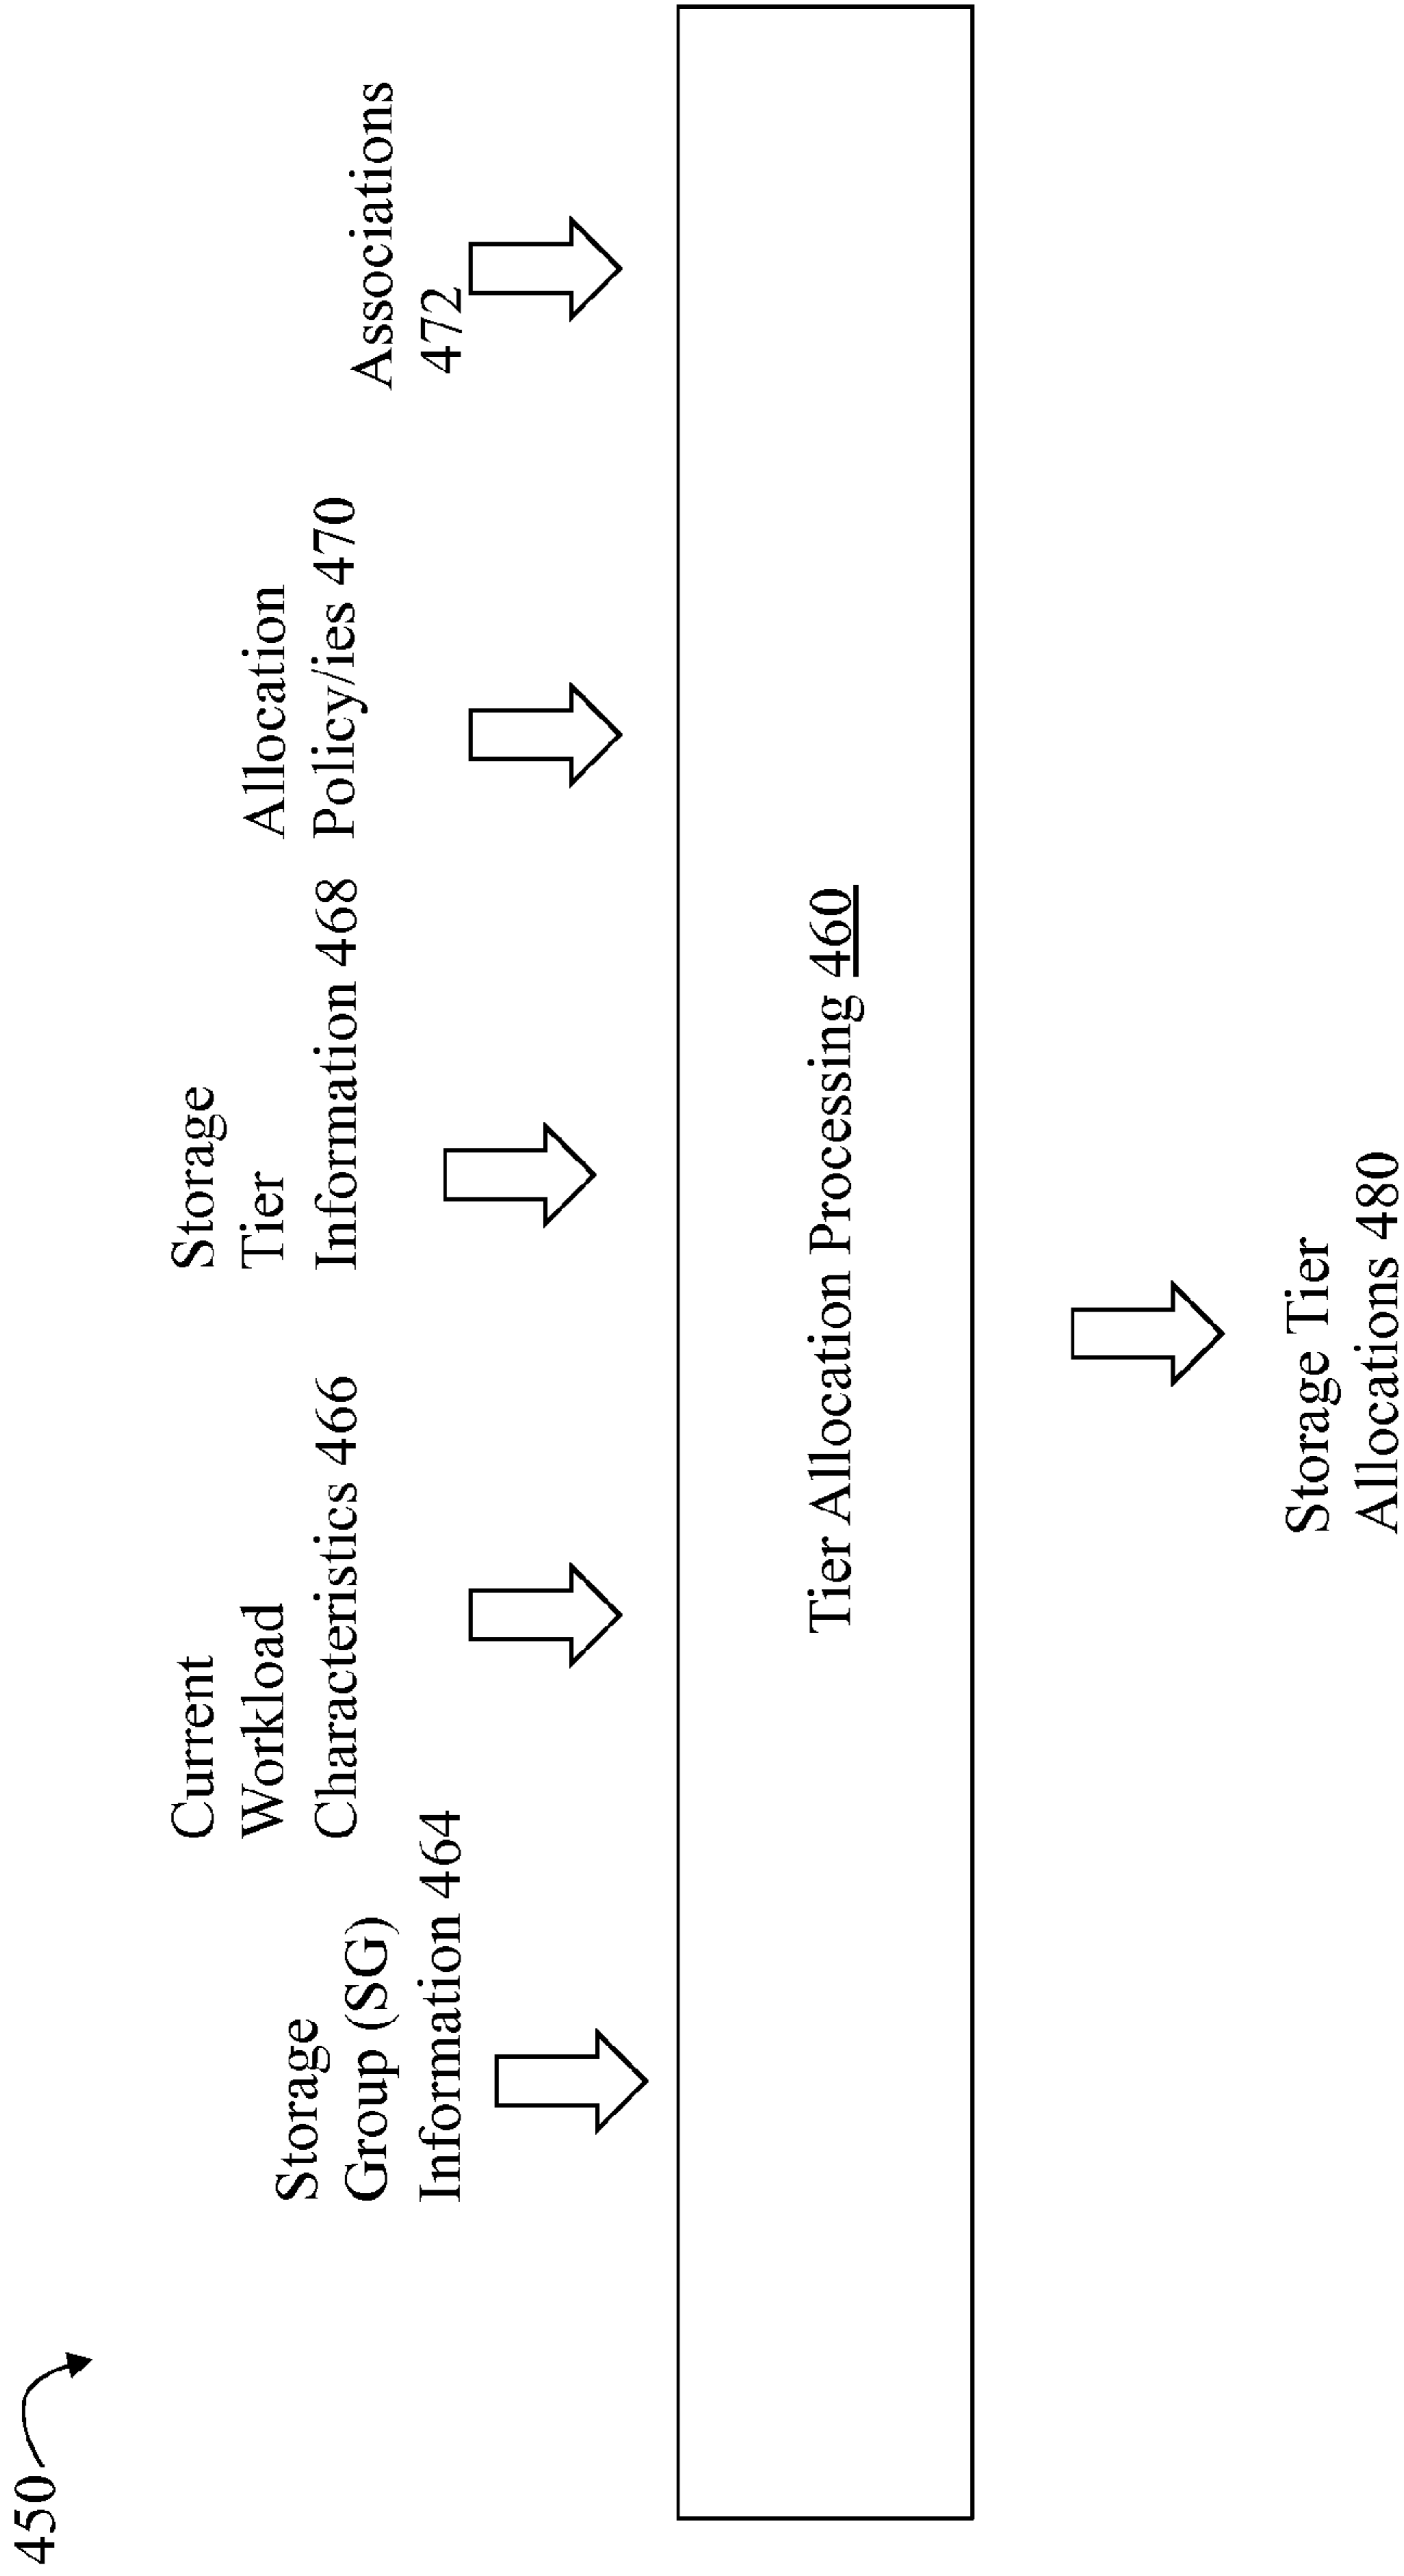 450
Storage
Group (SG)
Information 464
Current
Workload
Characteristics 466
Storage
Tier
Information 468
Allocation
Policy/ies 470
Associations
472
Tier Allocation Processing 460
Storage Tier
Allocations 480